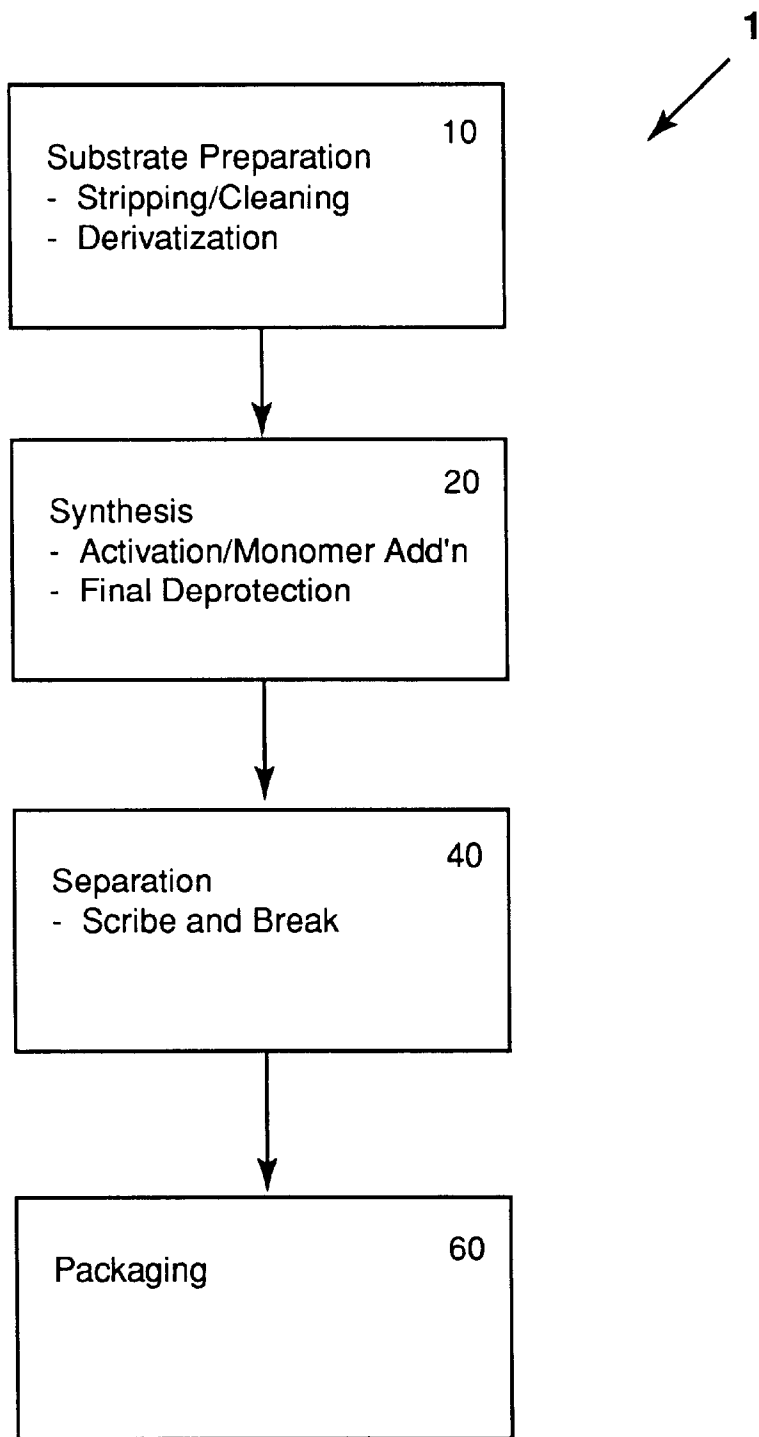 1
10
Substrate Preparation
- Stripping/Cleaning
- Derivatization
20
Synthesis
- Activation/Monomer Add'n
- Final Deprotection
40
Separation
- Scribe and Break
60
Packaging